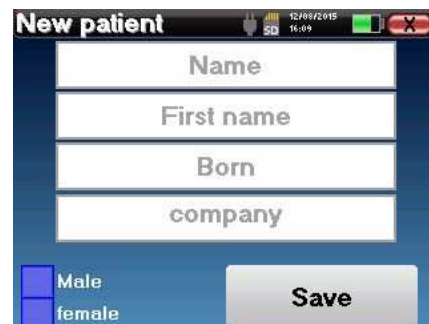 New patient
SD
12/08/2015
16:09
X
Name
First name
Born
company
Male
female
Save